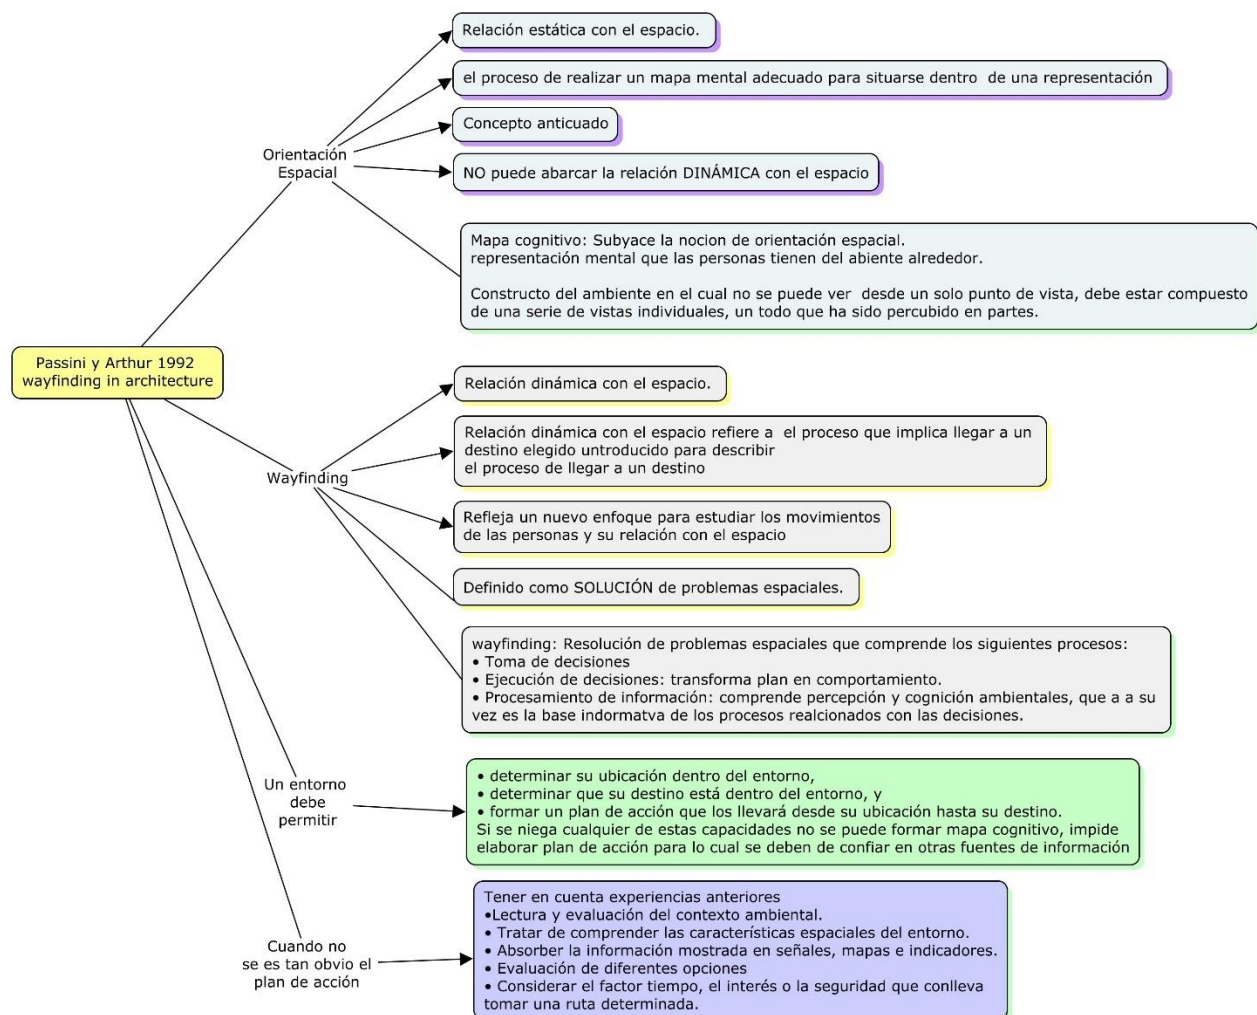 Relación estática con el espacio.
el proceso de realizar un mapa mental adecuado para situarse dentro de una representación
Concepto anticuado
Orientación
Espacial
NO puede abarcar la relación DINÁMICA con el espacio
Mapa cognitivo: Subyace la nocion de orientación espacial.
representación mental que las personas tienen del abiente alrédedor.
Constructo del ambiente en el cual no se puede ver desde un solo punto de vista, debe estar compuesto
de una serie de vistas individuales, un todo que ha sido percubido en partes.
Passini y Arthur 1992
wayfinding in architecture
Relación dinámica con el espacio.
Relación dinámica con el espacio refiere a el proceso que implica llegar a un
destino elegido untroducido para describir
el proceso de llegar a un destino
Wayfinding
Refleja un nuevo enfoque para estudiar los movimientos
de las personas y su relación con el espacio
Definido como SOLUCIÓN de problemas espaciales.
wayfinding: Resolución de problemas espaciales que comprende los siguientes procesos:
• Toma de decisiones
• Ejecución de decisiones: transforma plan en comportamiento.
• Procesamiento de información: comprende percepción y cognición ambientales, que a a su
vez es la base indormatva de los procesos realcionados con las decisiones.
Un entorno
debe
permitir
• determinar su ubicación dentro del entorno,
• determinar que su destino está dentro del entorno, y
• formar un plan de acción que los llevará desde su ubicación hasta su destino.
Si se niega cualquier de estas capacidades no se puede formar mapa cognitivo, impide
elaborar plan de acción para lo cual se deben de confiar en otras fuentes de información
Cuando no
se es tan obvio el
plan de acción
Tener en cuenta experiencias anteriores
•Lectura y evaluación del contexto ambiental.
• Tratar de comprender las características espaciales del entorno.
• Absorber la información mostrada en señales, mapas e indicadores.
• Evaluación de diferentes opciones
• Considerar el factor tiempo, el interés o la seguridad que conlleva
tomar una ruta determinada.